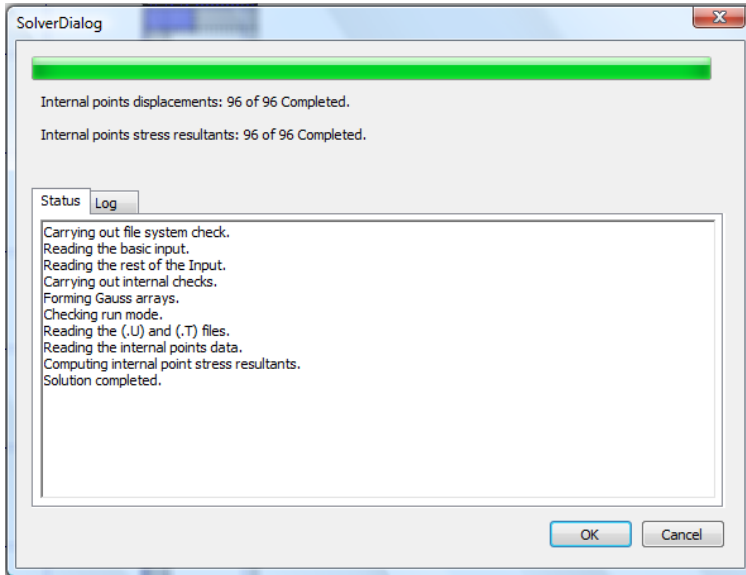 SolverDialog
Internal points displacements: 96 of 96 Completed.
Internal points stress resultants: 96 of 96 Completed.
Status Log
Carrying out file system check.
Reading the basic input.
Reading the rest of the Input.
Carrying out internal checks.
Forming Gauss arrays.
Checking run mode.
Reading the (.U) and (.T) files.
Reading the internal points data.
Computing internal point stress resultants.
Solution completed.
OK Cancel